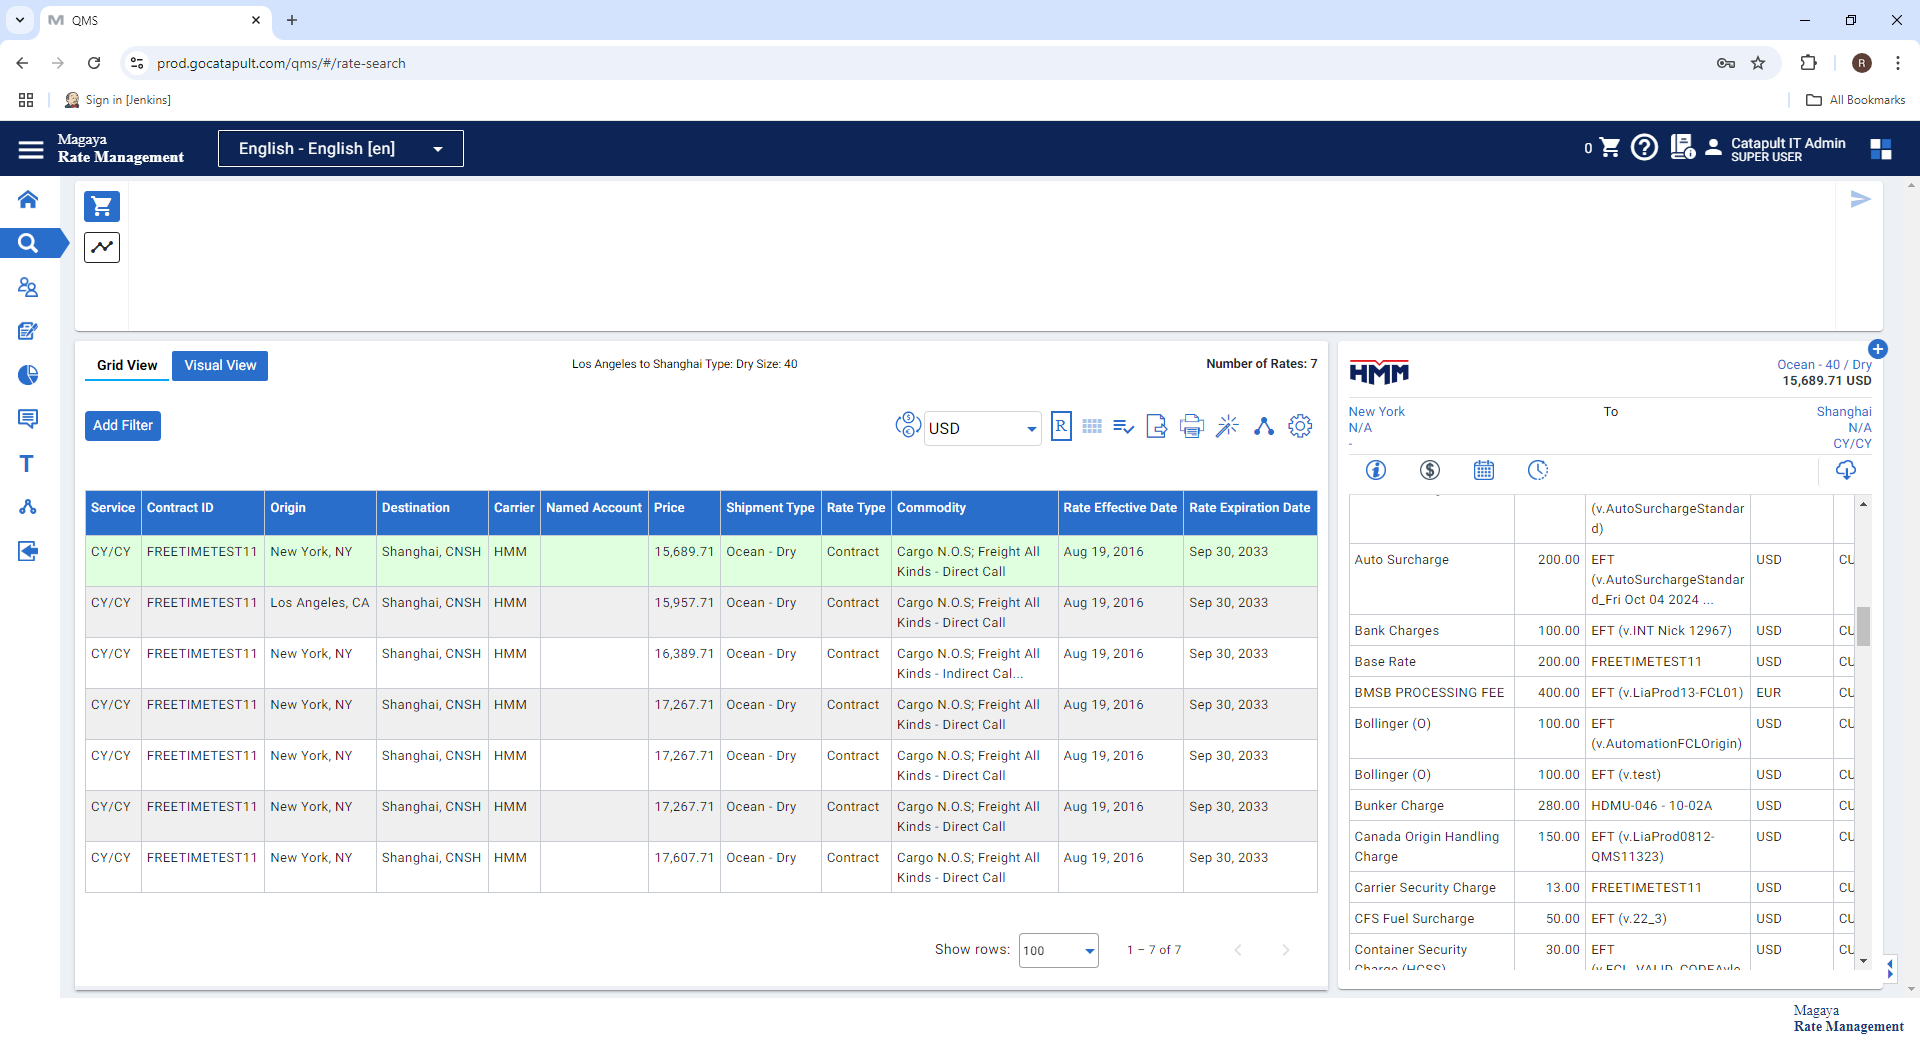 QMS
prod.gocatapult.com/qms/#/rate-search
R
Sign in [Jenkins]
All Bookmarks
Magaya
Rate Management
English - English [en]
0
Catapult IT Admin
SUPER USER
Grid View
Visual View
Los Angeles to Shanghai Type: Dry Size: 40
Number of Rates: 7
Add Filter
USD
R
Service Contract ID Origin Destination Carrier Named Account Price Shipment Type Rate Type Commodity Rate Effective Date Rate Expiration Date
CY/CY FREETIMETEST11 New York, NY Shanghai, CNSH HMM 15,689.71 Ocean - Dry Contract Cargo N.O.S; Freight All Aug 19, 2016 Sep 30, 2033
Kinds - Direct Call
CY/CY FREETIMETEST11 Los Angeles, CA Shanghai, CNSH HMM 15,957.71 Ocean - Dry Contract Cargo N.O.S; Freight All Aug 19, 2016 Sep 30, 2033
Kinds - Direct Call
CY/CY FREETIMETEST11 New York, NY Shanghai, CNSH HMM 16,389.71 Ocean - Dry Contract Cargo N.O.S; Freight All Aug 19, 2016 Sep 30, 2033
Kinds - Indirect Cal...
CY/CY FREETIMETEST11 New York, NY Shanghai, CNSH HMM 17,267.71 Ocean - Dry Contract Cargo N.O.S; Freight All Aug 19, 2016 Sep 30, 2033
Kinds - Direct Call
CY/CY FREETIMETEST11 New York, NY Shanghai, CNSH HMM 17,267.71 Ocean - Dry Contract Cargo N.O.S; Freight All Aug 19, 2016 Sep 30, 2033
Kinds - Direct Call
CY/CY FREETIMETEST11 New York, NY Shanghai, CNSH HMM 17,267.71 Ocean - Dry Contract Cargo N.O.S; Freight All Aug 19, 2016 Sep 30, 2033
Kinds - Direct Call
CY/CY FREETIMETEST11 New York, NY Shanghai, CNSH HMM 17,607.71 Ocean - Dry Contract Cargo N.O.S; Freight All Aug 19, 2016 Sep 30, 2033
Kinds - Direct Call
Show rows: 100 1 – 7 of 7
HMM
Ocean - 40 / Dry
15,689.71 USD
New York To Shanghai
N/A N/A
- CY/CY
(v.AutoSurchargeStandar
d)
Auto Surcharge 200.00 EFT USD CU
(v.AutoSurchargeStandar
d_Fri Oct 04 2024 ...
Bank Charges 100.00 EFT (v.INT Nick 12967) USD CU
Base Rate 200.00 FREETIMETEST11 USD CU
BMSB PROCESSING FEE 400.00 EFT (v.LiaProd13-FCL01) EUR CU
Bollinger (O) 100.00 EFT USD CU
(v.AutomationFCLOrigin)
Bollinger (O) 100.00 EFT (v.test) USD CU
Bunker Charge 280.00 HDMU-046 - 10-02A USD CU
Canada Origin Handling 150.00 EFT (v.LiaProd0812- USD CU
Charge QMS11323)
Carrier Security Charge 13.00 FREETIMETEST11 USD CU
CFS Fuel Surcharge 50.00 EFT (v.22_3) USD CU
Container Security 30.00 EFT USD CU
Charge (HCSS)
Magaya
Rate Management